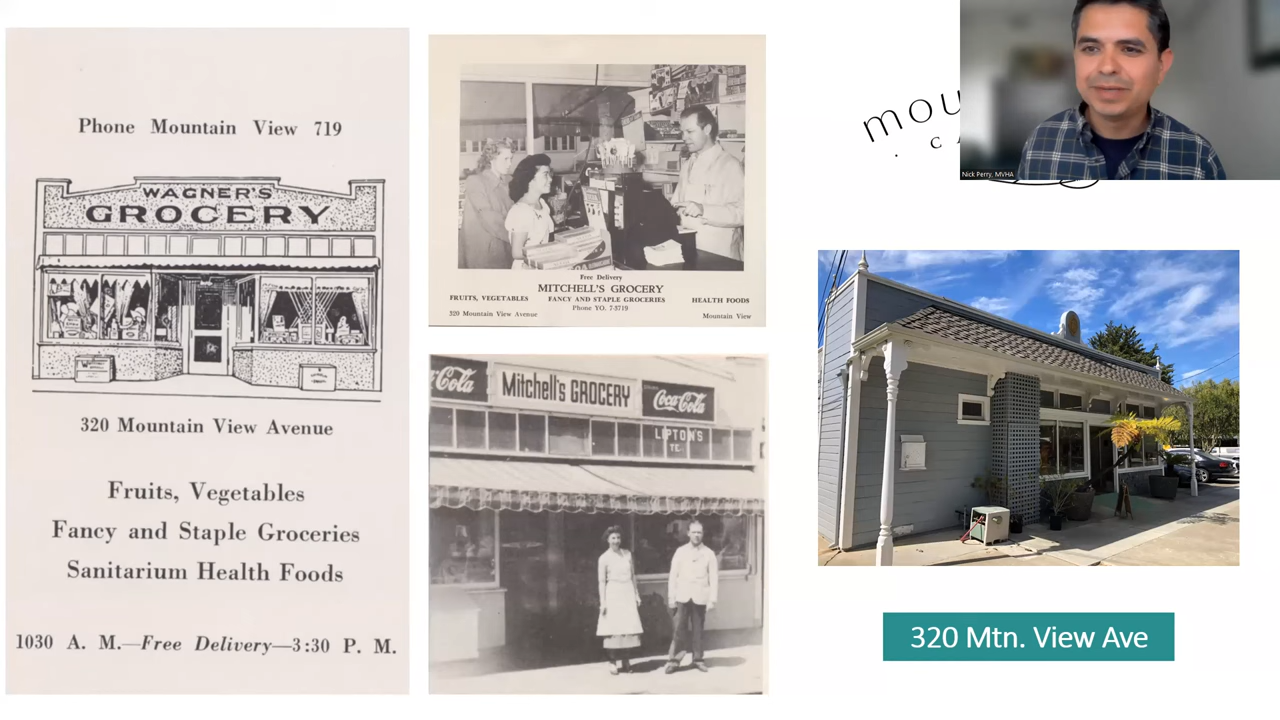 Phone Mountain View 719
WAGNER'S
GROCERY
320 Mountain View Avenue
Fruits, Vegetables
Fancy and Staple Groceries
Sanitarium Health Foods
1030 A. M.—Free Delivery—3:30 P. M.
Free Delivery
MITCHELL'S GROCERY
FRUITS, VEGETABLES FANCY AND STAPLE GROCERIES HEALTH FOODS
Phone YO. 7-3719
320 Mountain View Avenue Mountain View
Cola Mitchell's GROCERY Coca-Cola
LIPTON'S
TE
mou
Nick Perry, MVHA
320 Mtn. View Ave